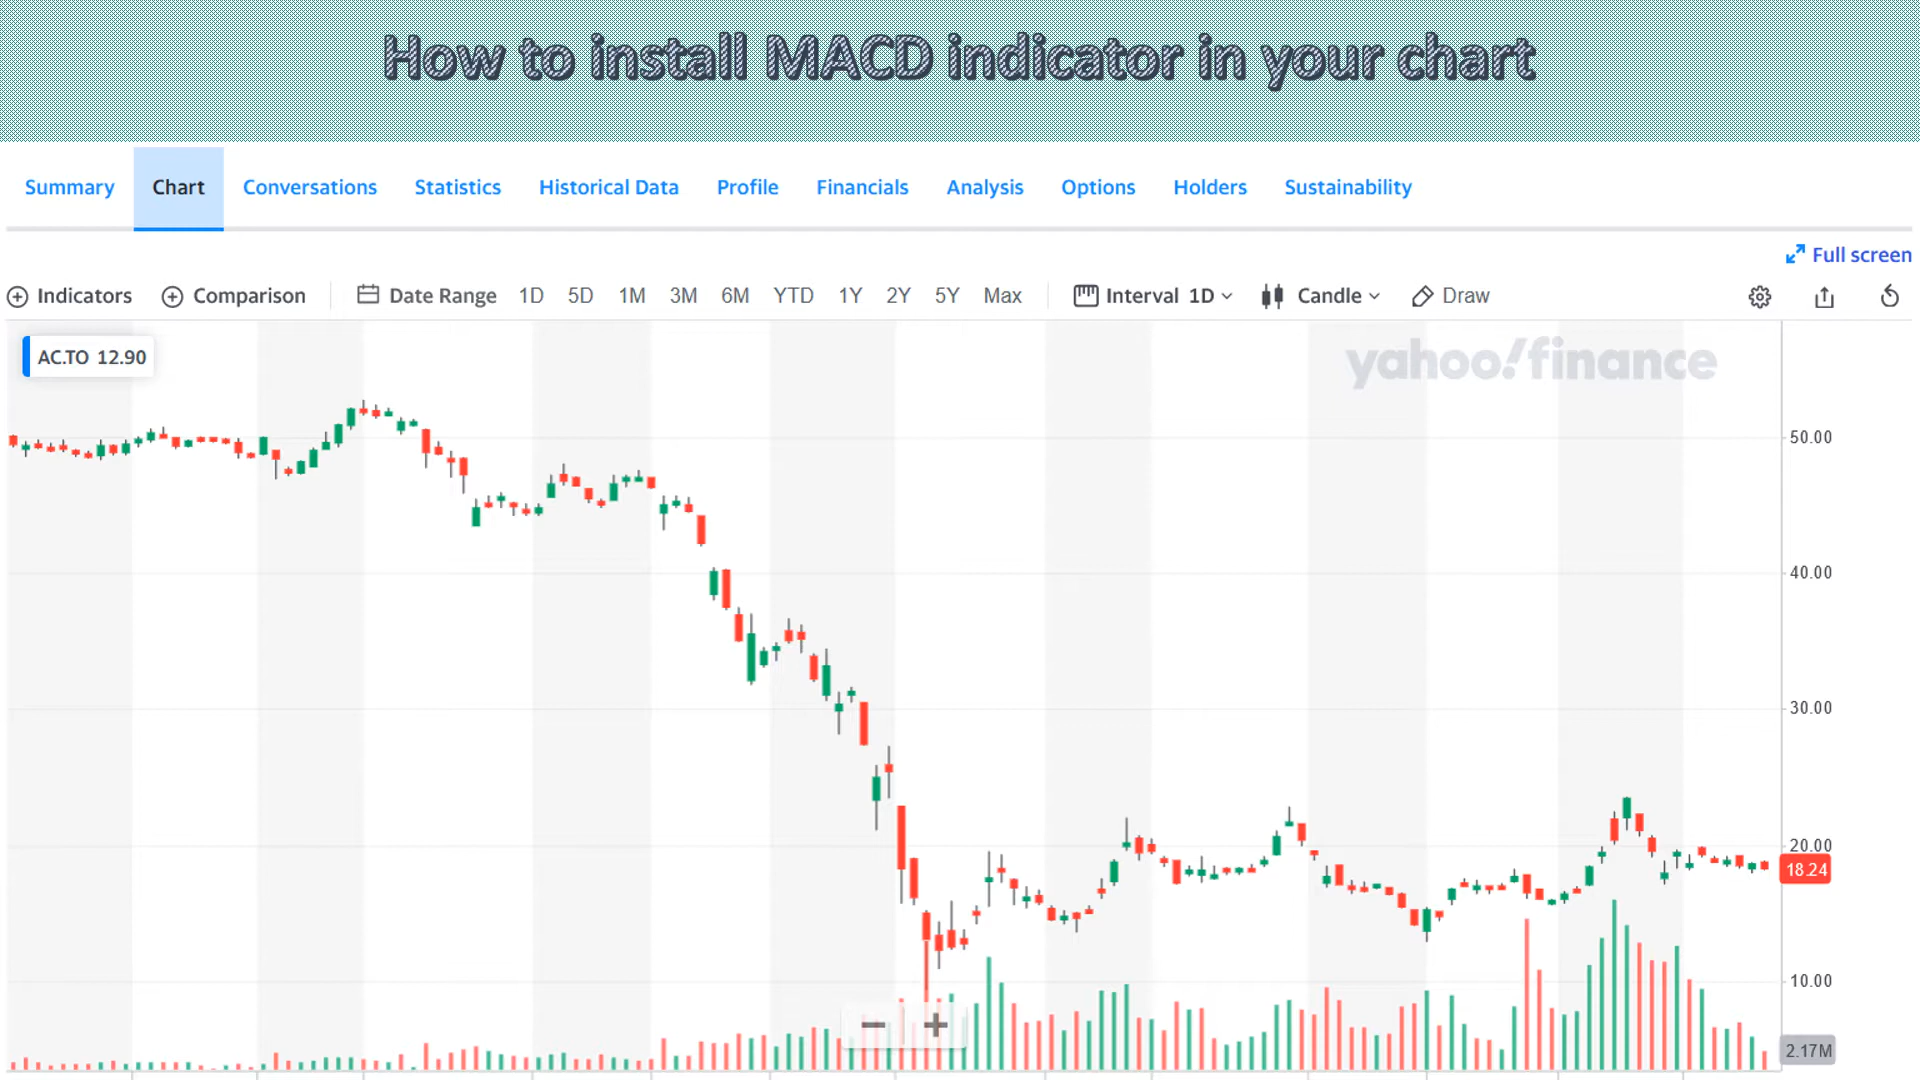 How to install MACD indicator in your chart
Summary Chart Conversations Statistics Historical Data Profile Financials Analysis Options Holders Sustainability
Full screen
Indicators Comparison Date Range 1D 5D 1M 3M 6M YTD 1Y 2Y 5Y Max Interval 1D Candle Draw
AC.TO 12.90
yahoo!finance
50.00
40.00
30.00
20.00
18.24
10.00
2.17M